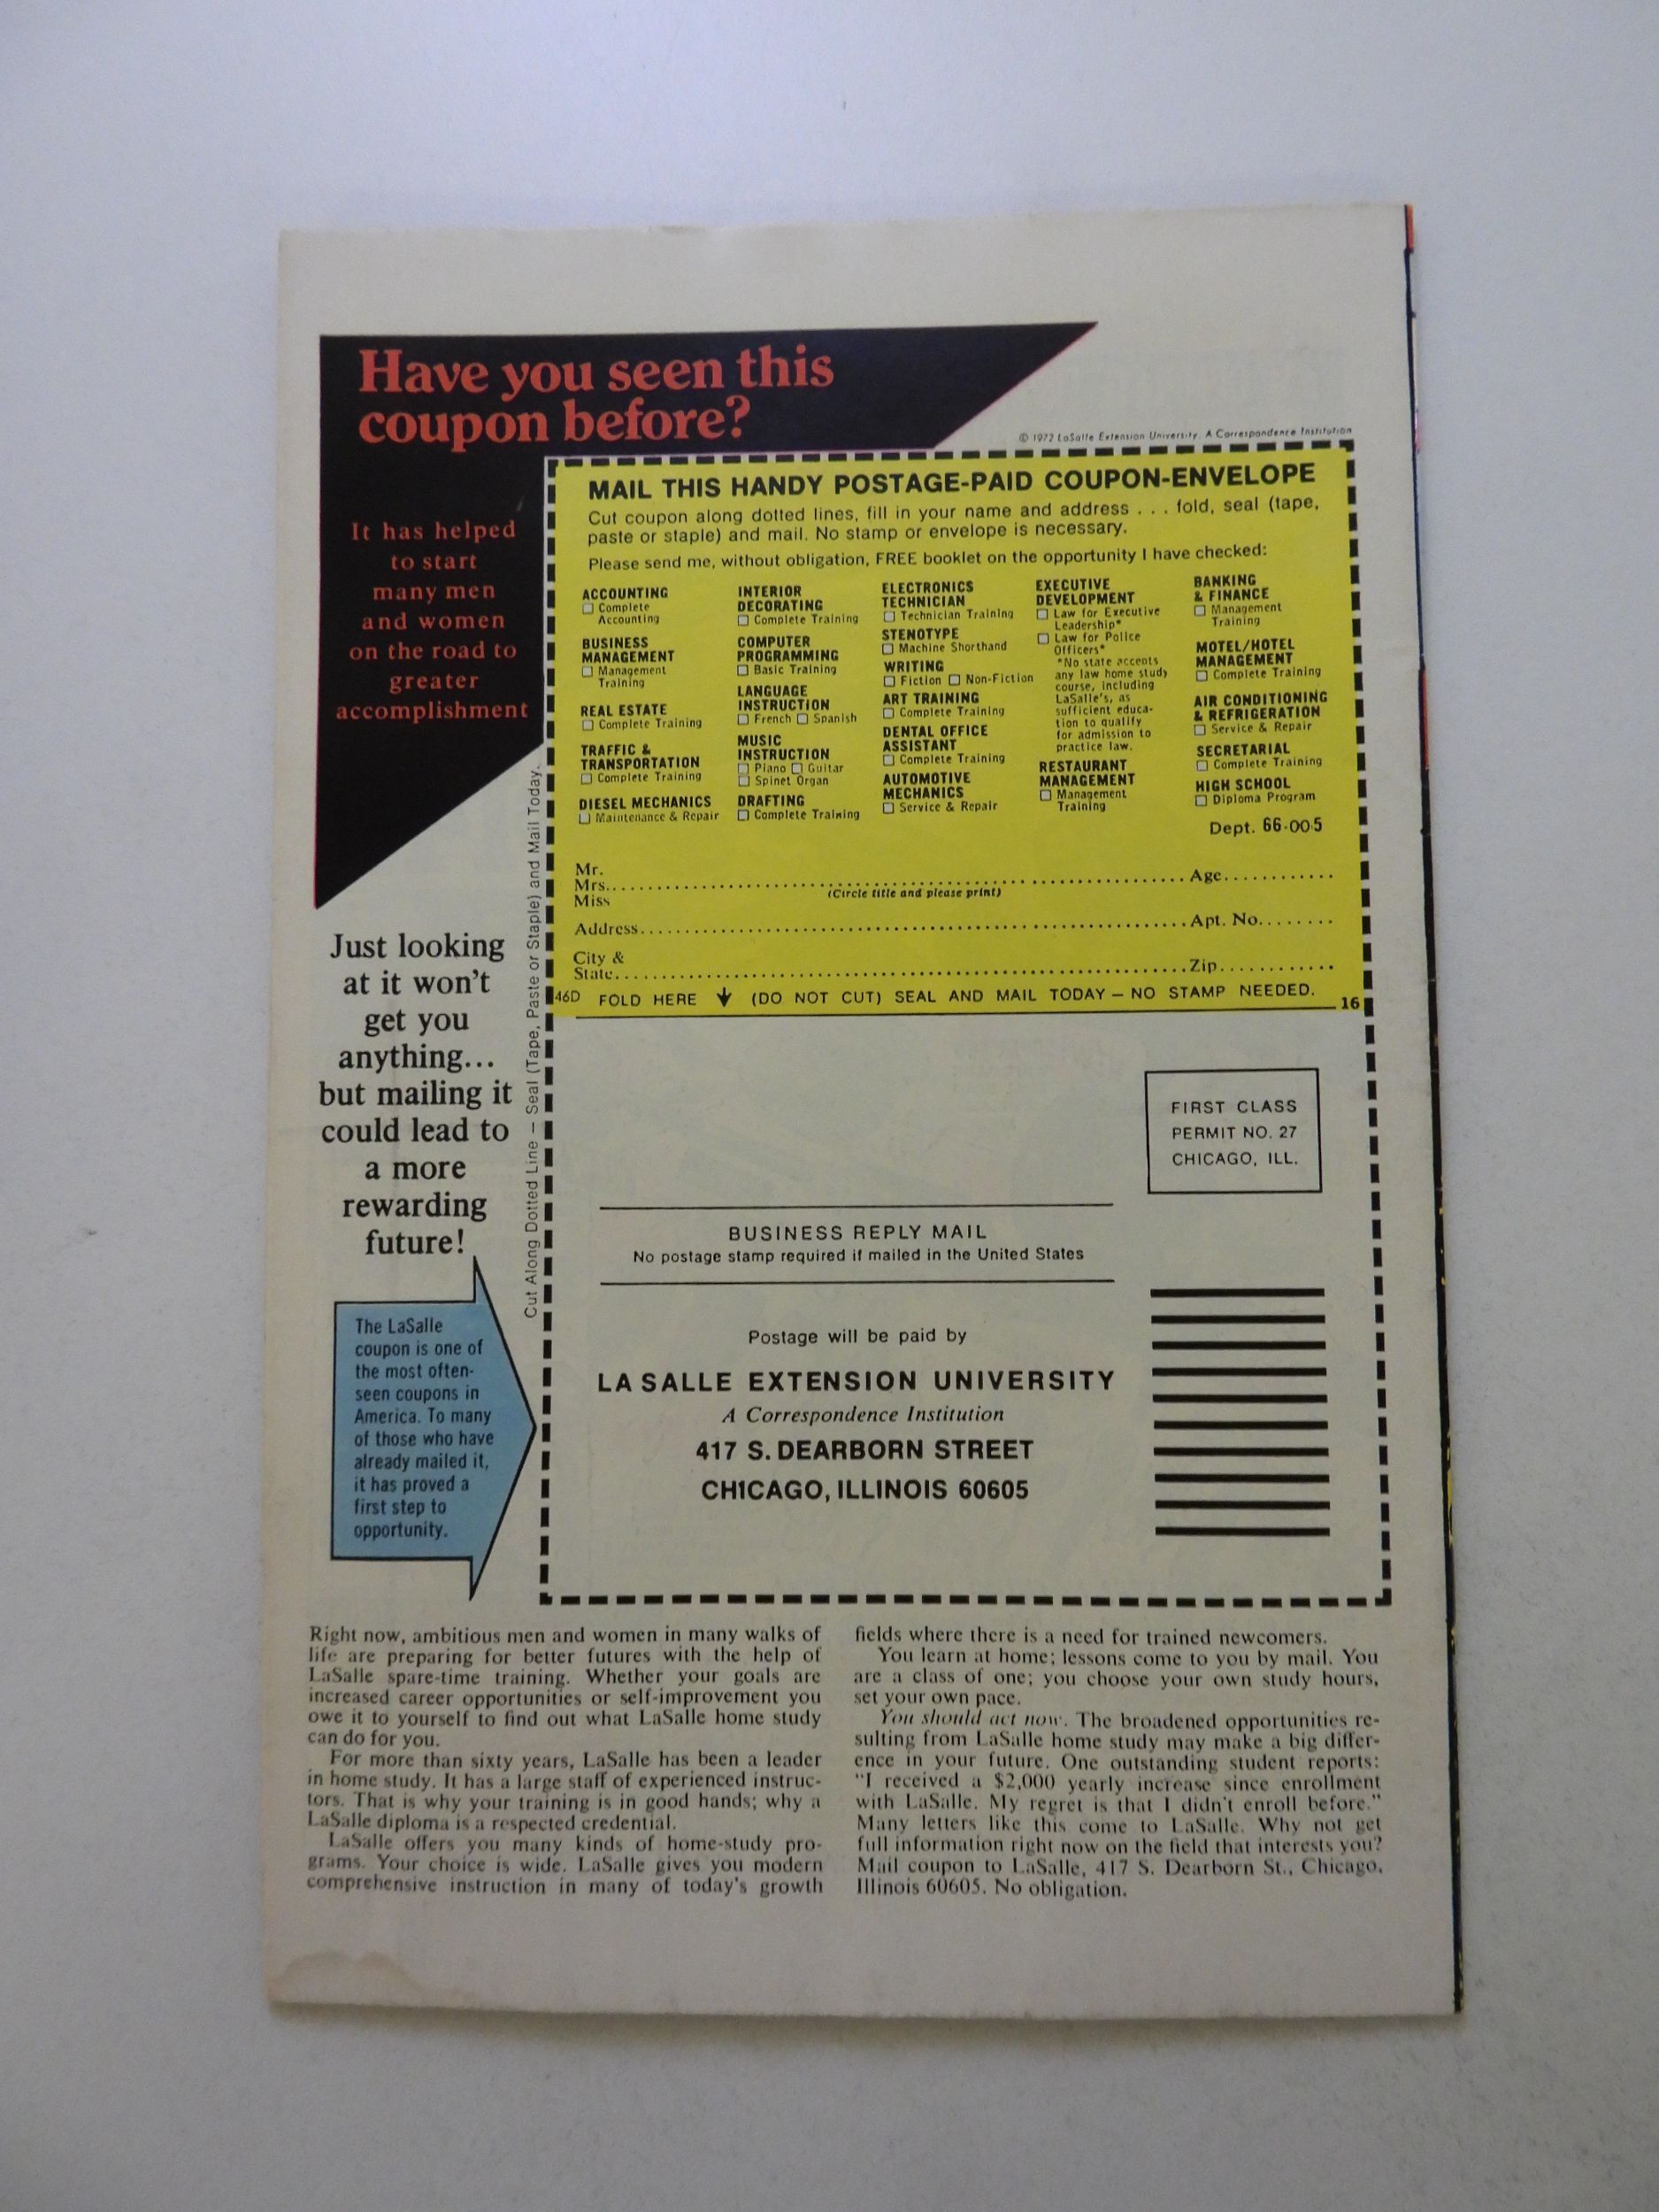 Have you seen this
coupon before?
It has helped
to start
many men
and women
on the road to
greater
accomplishment
Just looking
at it won't
get you
anything...
but mailing it
could lead to
a more
rewarding
future!
The LaSalle
coupon is one of
the most often-
seen coupons in
America. To many
of those who have
already mailed it,
it has proved a
first step to
opportunity.
Cut Along Dotted Line – Seal (Tape, Paste or Staple) and Mail Today.
© 1972 LaSalle Extension University. A Correspondence Institution
MAIL THIS HANDY POSTAGE-PAID COUPON-ENVELOPE
Cut coupon along dotted lines, fill in your name and address . . . fold, seal (tape,
paste or staple) and mail. No stamp or envelope is necessary.
Please send me, without obligation, FREE booklet on the opportunity I have checked:
ACCOUNTING
☐ Complete
Accounting
BUSINESS
MANAGEMENT
☐ Management
Training
REAL ESTATE
☐ Complete Training
TRAFFIC &
TRANSPORTATION
☐ Complete Training
DIESEL MECHANICS
☐ Maintenance & Repair
INTERIOR
DECORATING
☐ Complete Training
COMPUTER
PROGRAMMING
☐ Basic Training
LANGUAGE
INSTRUCTION
☐ French ☐ Spanish
MUSIC
INSTRUCTION
☐ Piano ☐ Guitar
☐ Spinet Organ
DRAFTING
☐ Complete Training
ELECTRONICS
TECHNICIAN
☐ Technician Training
STENOTYPE
☐ Machine Shorthand
WRITING
☐ Fiction ☐ Non-Fiction
ART TRAINING
☐ Complete Training
DENTAL OFFICE
ASSISTANT
☐ Complete Training
AUTOMOTIVE
MECHANICS
☐ Service & Repair
EXECUTIVE
DEVELOPMENT
☐ Law for Executive
Leadership*
☐ Law for Police
Officers*
*No state accepts
any law home study
course, including
LaSalle's, as
sufficient educa-
tion to qualify
for admission to
practice law.
RESTAURANT
MANAGEMENT
☐ Management
Training
BANKING
& FINANCE
☐ Management
Training
MOTEL/HOTEL
MANAGEMENT
☐ Complete Training
AIR CONDITIONING
& REFRIGERATION
☐ Service & Repair
SECRETARIAL
☐ Complete Training
HIGH SCHOOL
☐ Diploma Program
Dept. 66-005
Mr.
Mrs. Age
Miss
(Circle title and please print)
Address Apt. No.
City &
State Zip
46D FOLD HERE ↓ (DO NOT CUT) SEAL AND MAIL TODAY – NO STAMP NEEDED.
16
FIRST CLASS
PERMIT NO. 27
CHICAGO, ILL.
BUSINESS REPLY MAIL
No postage stamp required if mailed in the United States
Postage will be paid by
LA SALLE EXTENSION UNIVERSITY
A Correspondence Institution
417 S. DEARBORN STREET
CHICAGO, ILLINOIS 60605
Right now, ambitious men and women in many walks of
life are preparing for better futures with the help of
LaSalle spare-time training. Whether your goals are
increased career opportunities or self-improvement you
owe it to yourself to find out what LaSalle home study
can do for you.
For more than sixty years, LaSalle has been a leader
in home study. It has a large staff of experienced instruc-
tors. That is why your training is in good hands; why a
LaSalle diploma is a respected credential.
LaSalle offers you many kinds of home-study pro-
grams. Your choice is wide. LaSalle gives you modern
comprehensive instruction in many of today's growth
fields where there is a need for trained newcomers.
You learn at home; lessons come to you by mail. You
are a class of one; you choose your own study hours,
set your own pace.
You should act now. The broadened opportunities re-
sulting from LaSalle home study may make a big differ-
ence in your future. One outstanding student reports:
"I received a $2,000 yearly increase since enrollment
with LaSalle. My regret is that I didn't enroll before."
Many letters like this come to LaSalle. Why not get
full information right now on the field that interests you?
Mail coupon to LaSalle, 417 S. Dearborn St., Chicago,
Illinois 60605. No obligation.